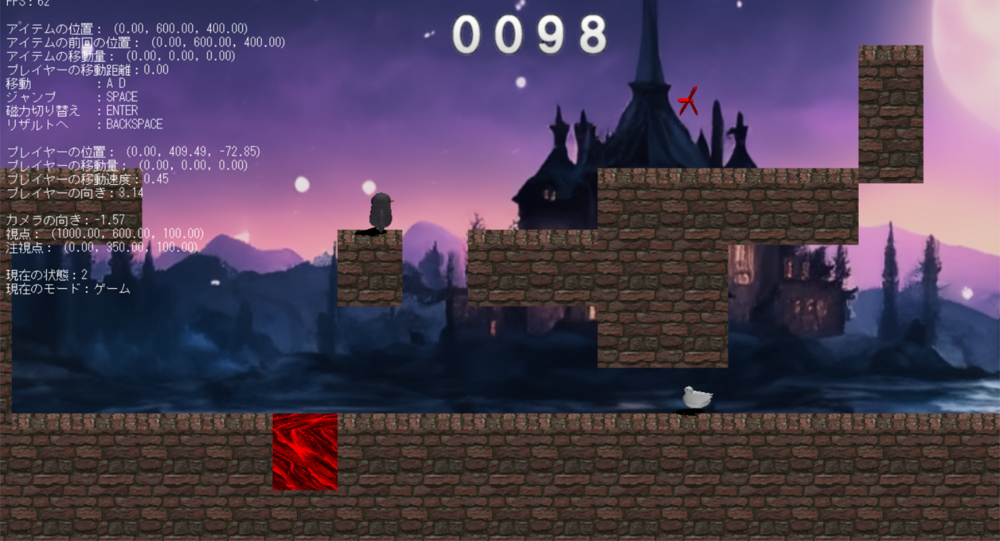 FPS : 62
0098
アイテムの位置 : (0.00, 600.00, 400.00)
アイテムの前回の位置 : (0.00, 600.00, 400.00)
アイテムの移動量 : (0.00, 0.00, 0.00)
プレイヤーの移動距離 : 0.00
移動 : A D
ジャンプ : SPACE
磁力切り替え : ENTER
リザルトへ : BACKSPACE
プレイヤーの位置 : (0.00, 409.49, -72.85)
プレイヤーの移動量 : (0.00, 0.00, 0.00)
プレイヤーの移動速度 : 0.45
プレイヤーの向き : 3.14
カメラの向き : -1.57
視点 : (1000.00, 600.00, 100.00)
注視点 : (0.00, 350.00, 100.00)
現在の状態 : 2
現在のモード : ゲーム